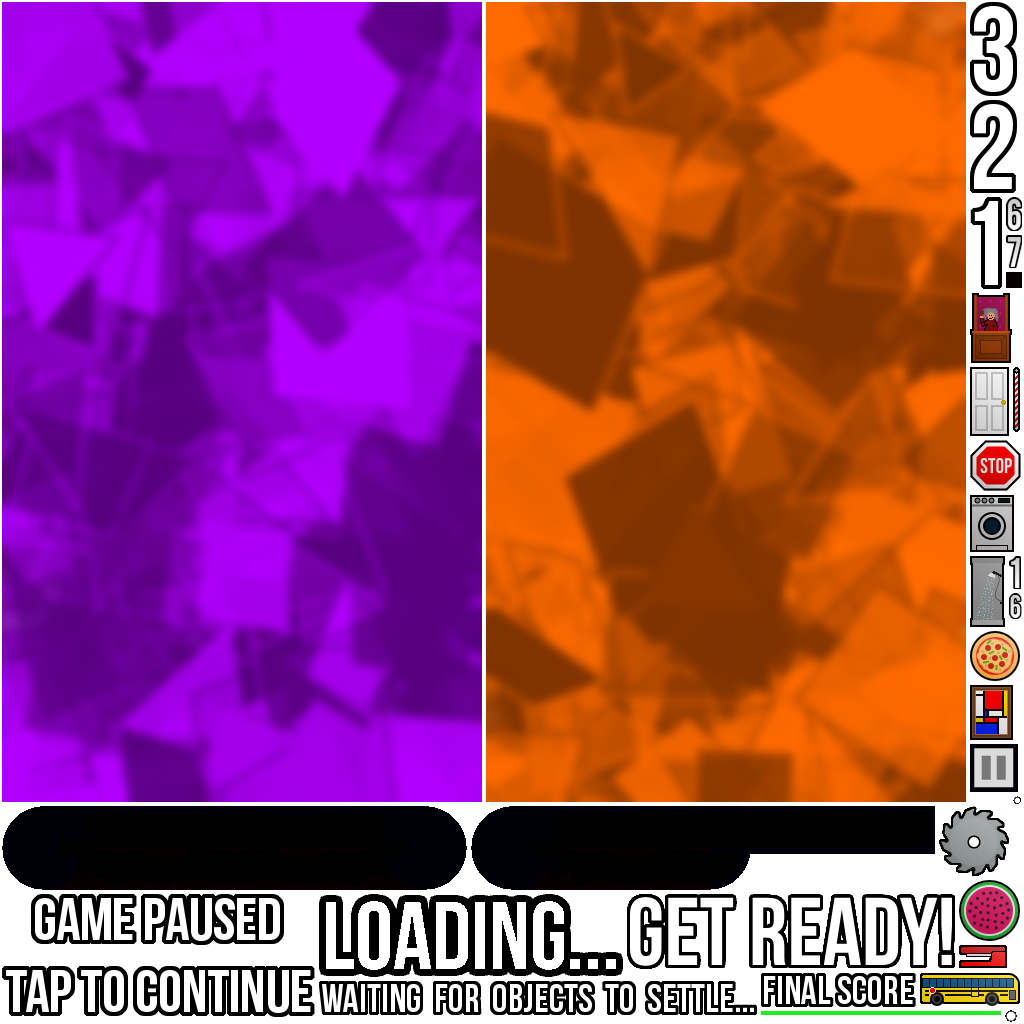 3
2
1
6
7
STOP
1
6
GAME PAUSED
LOADING...
GET READY!
TAP TO CONTINUE
WAITING FOR OBJECTS TO SETTLE...
FINAL SCORE